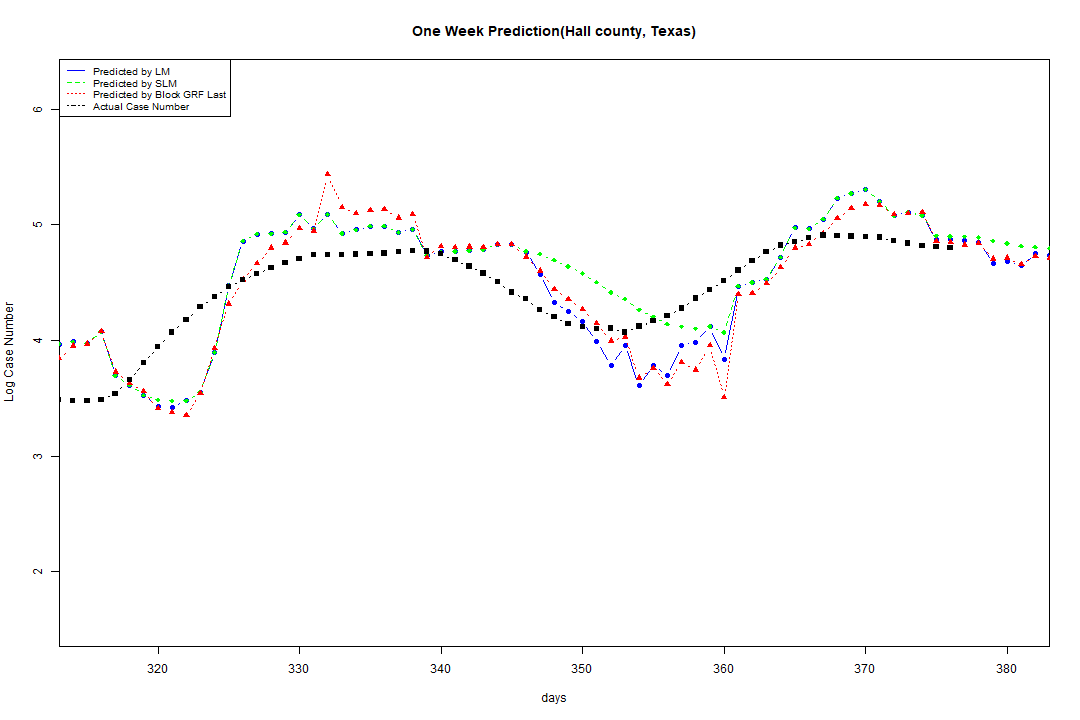 One Week Prediction(Hall county, Texas)
Predicted by LM
Predicted by SLM
Predicted by Block GRF Last
Actual Case Number
6
5
4
3
2
Log Case Number
320 330 340 350 360 370 380
days